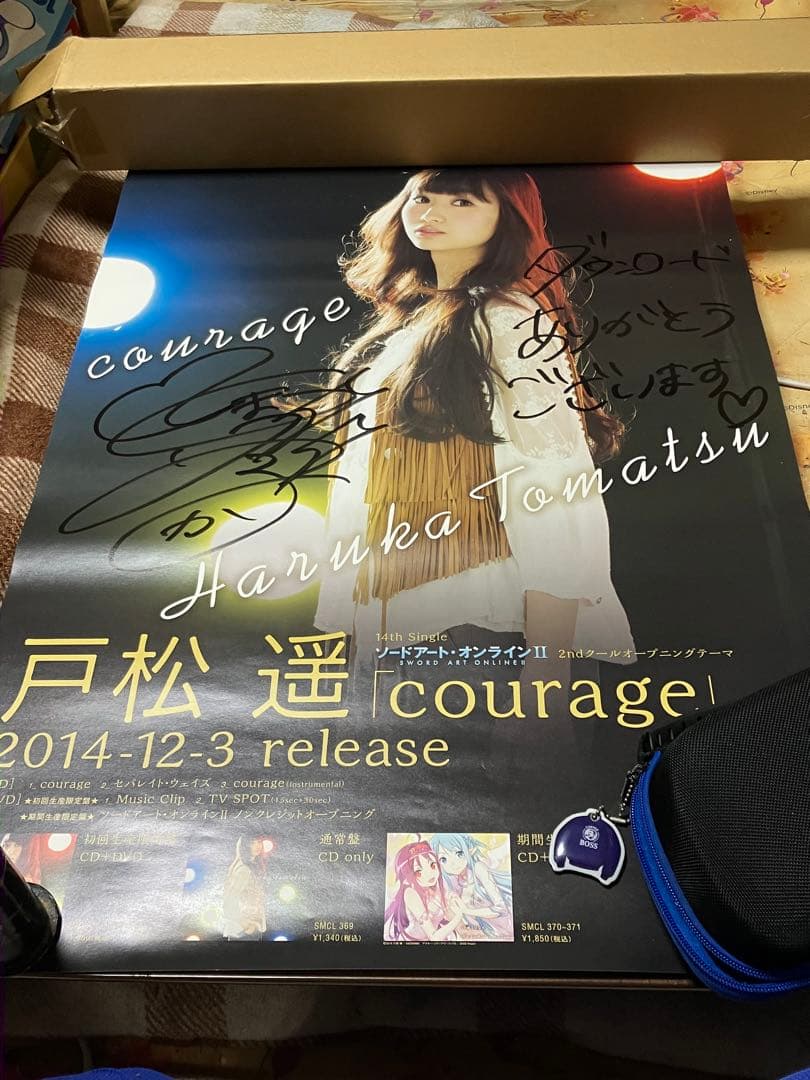 ©Disney
courage
ダウンロード
ありがとう
ございます♡
Haruka Tomatsu
戸松 遥
14th Single
ソードアート・オンラインII 2ndクールオープニングテーマ
SWORD ART ONLINE II
「courage」
2014-12-3 release
D] 1. courage 2. セパレイト・ウェイズ 3. courage(Instrumental)
VD] ★初回生産限定盤★ 1. Music Clip 2. TV SPOT(15sec+30sec)
★期間生産限定盤★ ソードアート・オンラインII ノンクレジットオープニング
初回生産
CD+DVD
通常盤
CD only
SMCL 369
¥1,340(税込)
期間生
CD+
SMCL 370-371
¥1,850(税込)
BOSS